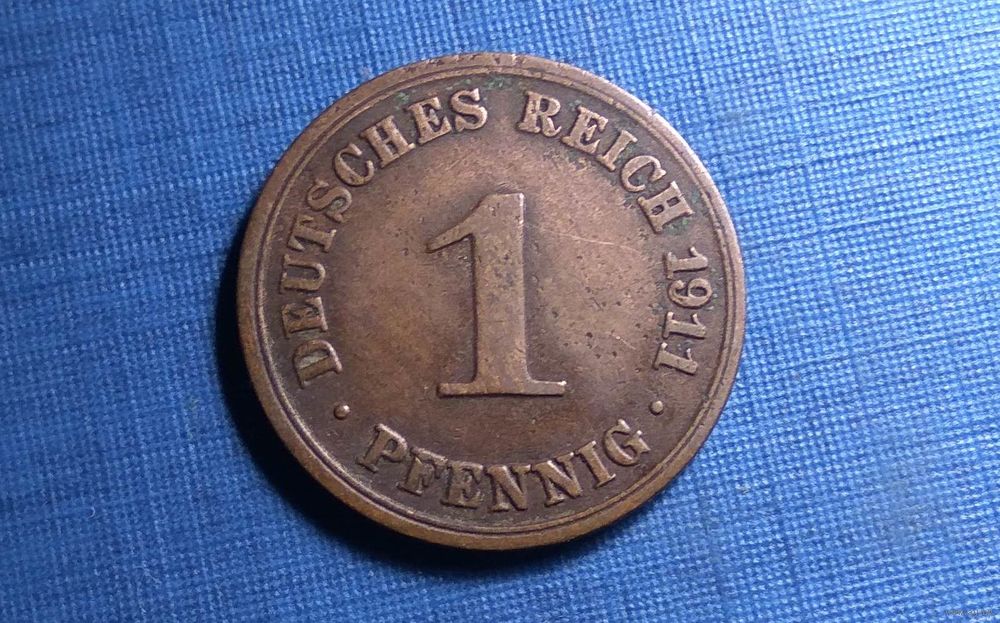 DEUTSCHES REICH 1911
1
PFENNIG